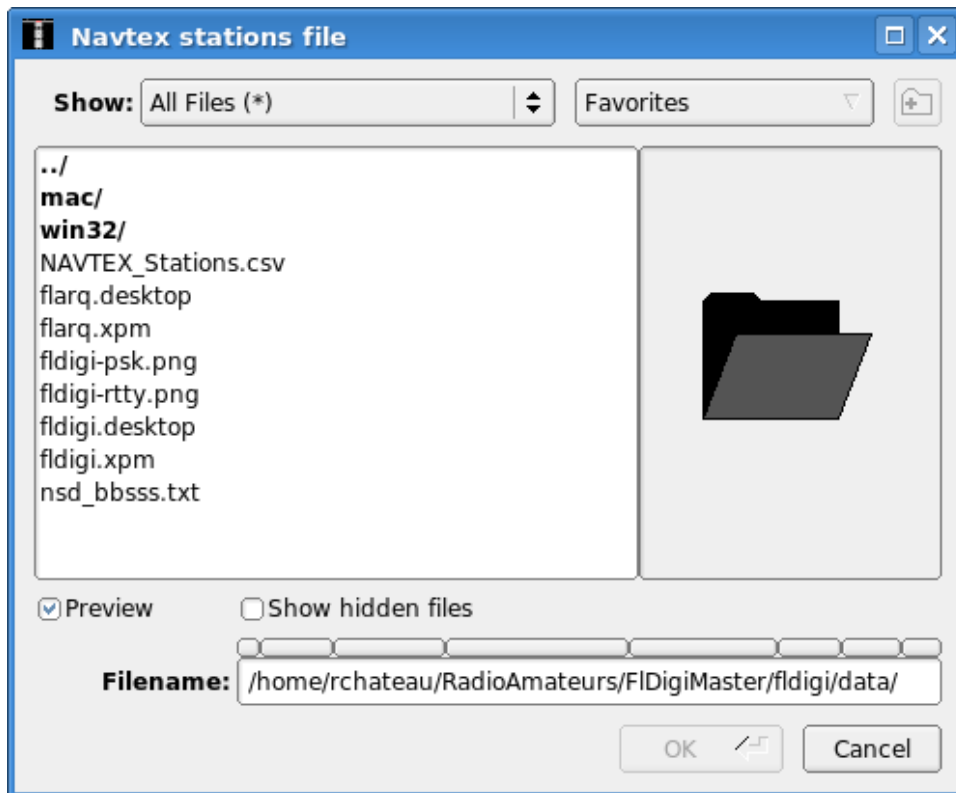 Navtex stations file
Show: All Files (*) Favorites
../
mac/
win32/
NAVTEX_Stations.csv
flarq.desktop
flarq.xpm
fldigi-psk.png
fldigi-rtty.png
fldigi.desktop
fldigi.xpm
nsd_bbsss.txt
Preview Show hidden files
Filename: /home/rchateau/RadioAmateurs/FlDigiMaster/fldigi/data/
OK Cancel